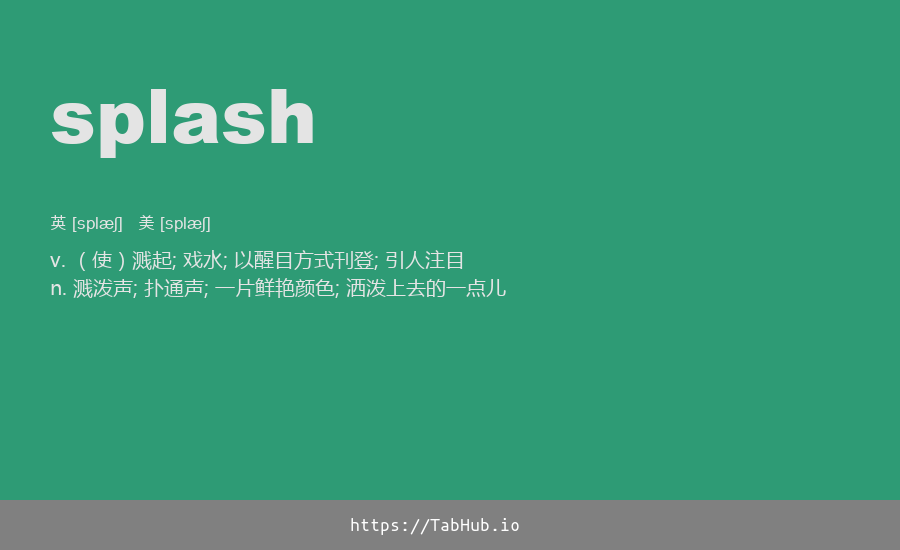 splash
英 [splæʃ]   美 [splæʃ]
v. （使）溅起; 戏水; 以醒目方式刊登; 引人注目
n. 溅泼声; 扑通声; 一片鲜艳颜色; 洒泼上去的一点儿
https://TabHub.io